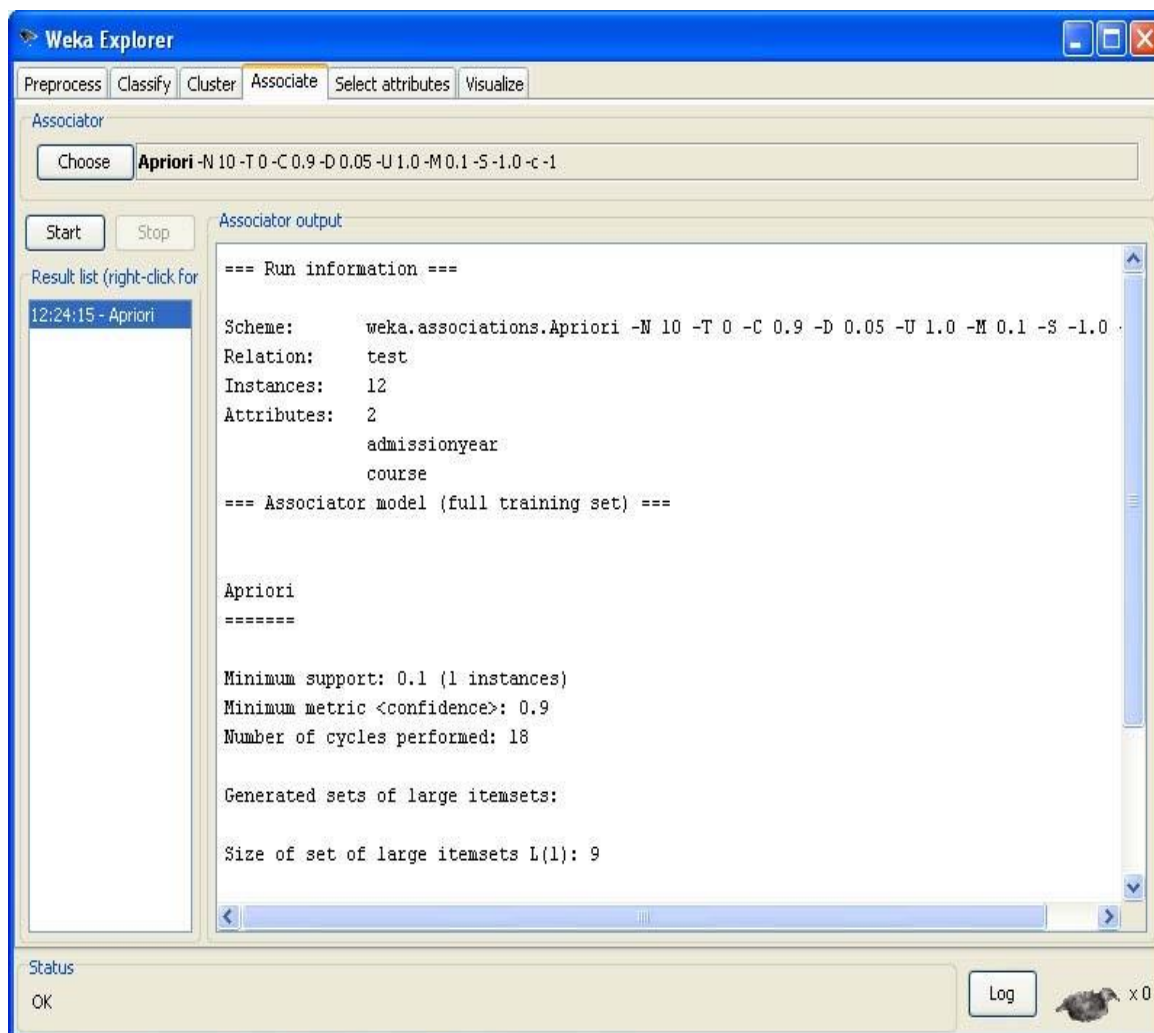 Weka Explorer
Preprocess Classify Cluster Associate Select attributes Visualize
Associator
Choose Apriori -N 10 -T 0 -C 0.9 -D 0.05 -U 1.0 -M 0.1 -S -1.0 -c -1
Start Stop
Result list (right-click for
12:24:15 - Apriori
Associator output
=== Run information ===
Scheme: weka.associations.Apriori -N 10 -T 0 -C 0.9 -D 0.05 -U 1.0 -M 0.1 -S -1.0 -
Relation: test
Instances: 12
Attributes: 2
admissionyear
course
=== Associator model (full training set) ===
Apriori
=======
Minimum support: 0.1 (1 instances)
Minimum metric <confidence>: 0.9
Number of cycles performed: 18
Generated sets of large itemsets:
Size of set of large itemsets L(1): 9
Status
OK
Log
x 0